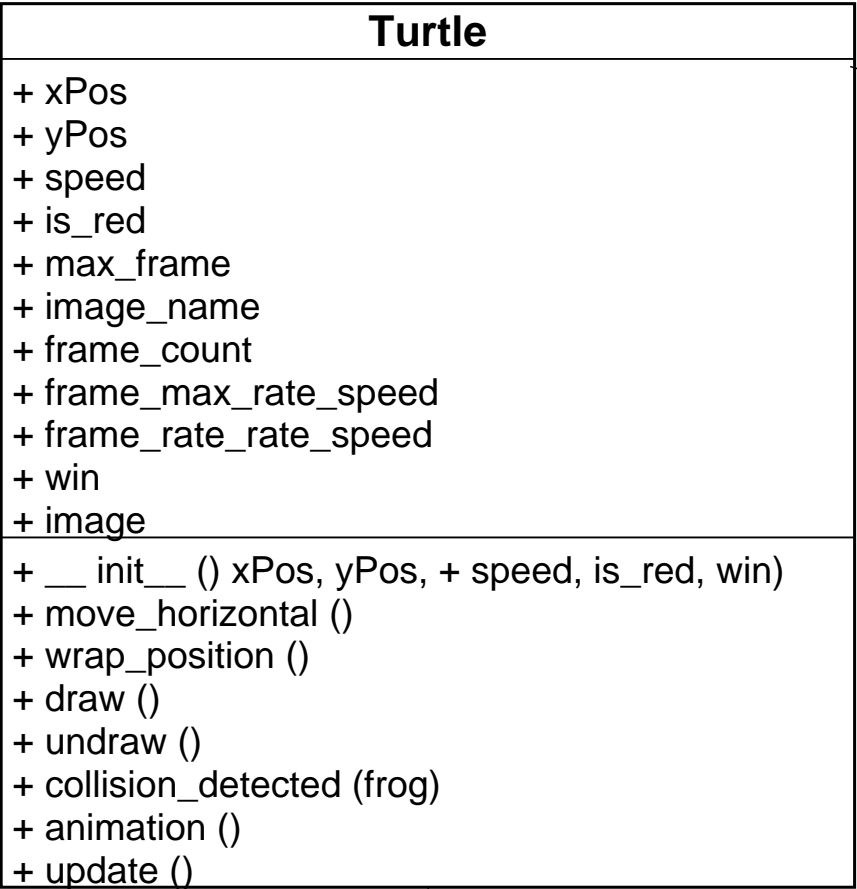 Turtle
+ xPos
+ yPos
+ speed
+ is_red
+ max_frame
+ image_name
+ frame_count
+ frame_max_rate_speed
+ frame_rate_rate_speed
+ win
+ image
+ __ init__ () xPos, yPos, + speed, is_red, win)
+ move_horizontal ()
+ wrap_position ()
+ draw ()
+ undraw ()
+ collision_detected (frog)
+ animation ()
+ update ()